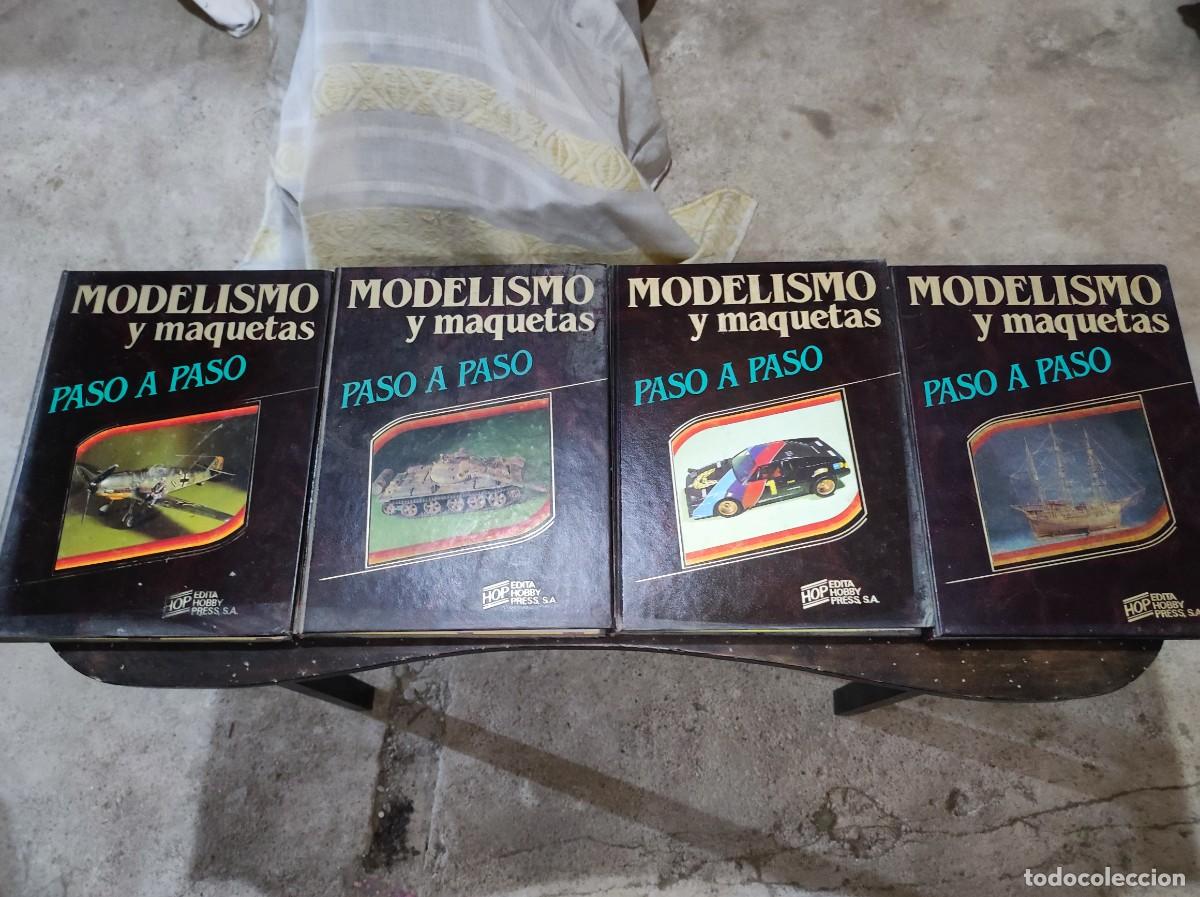 MODELISMO
y maquetas
PASO A PASO
HOP EDITA
HOBBY
PRESS, S.A.
MODELISMO
y maquetas
PASO A PASO
HOP EDITA
HOBBY
PRESS, S.A.
MODELISMO
y maquetas
PASO A PASO
1
HOP EDITA
HOBBY
PRESS, S.A.
MODELISMO
y maquetas
PASO A PASO
HOP EDITA
HOBBY
PRESS, S.A.
todocoleccion